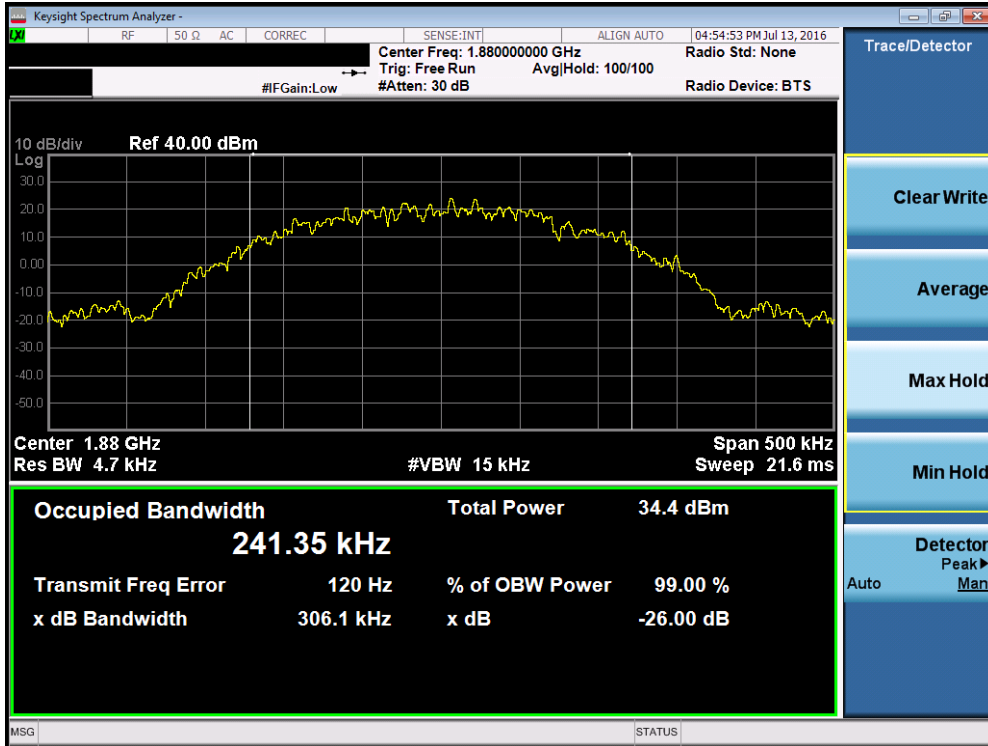 Keysight Spectrum Analyzer -
LXI RF 50 Ω AC CORREC SENSE:INT ALIGN AUTO 04:54:53 PM Jul 13, 2016
Center Freq: 1.880000000 GHz Radio Std: None
Trig: Free Run Avg|Hold: 100/100
#IFGain:Low #Atten: 30 dB Radio Device: BTS
Trace/Detector
10 dB/div Ref 40.00 dBm
Log
30.0
20.0
10.0
0.00
-10.0
-20.0
-30.0
-40.0
-50.0
Center 1.88 GHz Span 500 kHz
Res BW 4.7 kHz #VBW 15 kHz Sweep 21.6 ms
Occupied Bandwidth Total Power 34.4 dBm
241.35 kHz
Transmit Freq Error 120 Hz % of OBW Power 99.00 %
x dB Bandwidth 306.1 kHz x dB -26.00 dB
Clear Write
Average
Max Hold
Min Hold
Detector
Peak▶
Auto Man
MSG STATUS